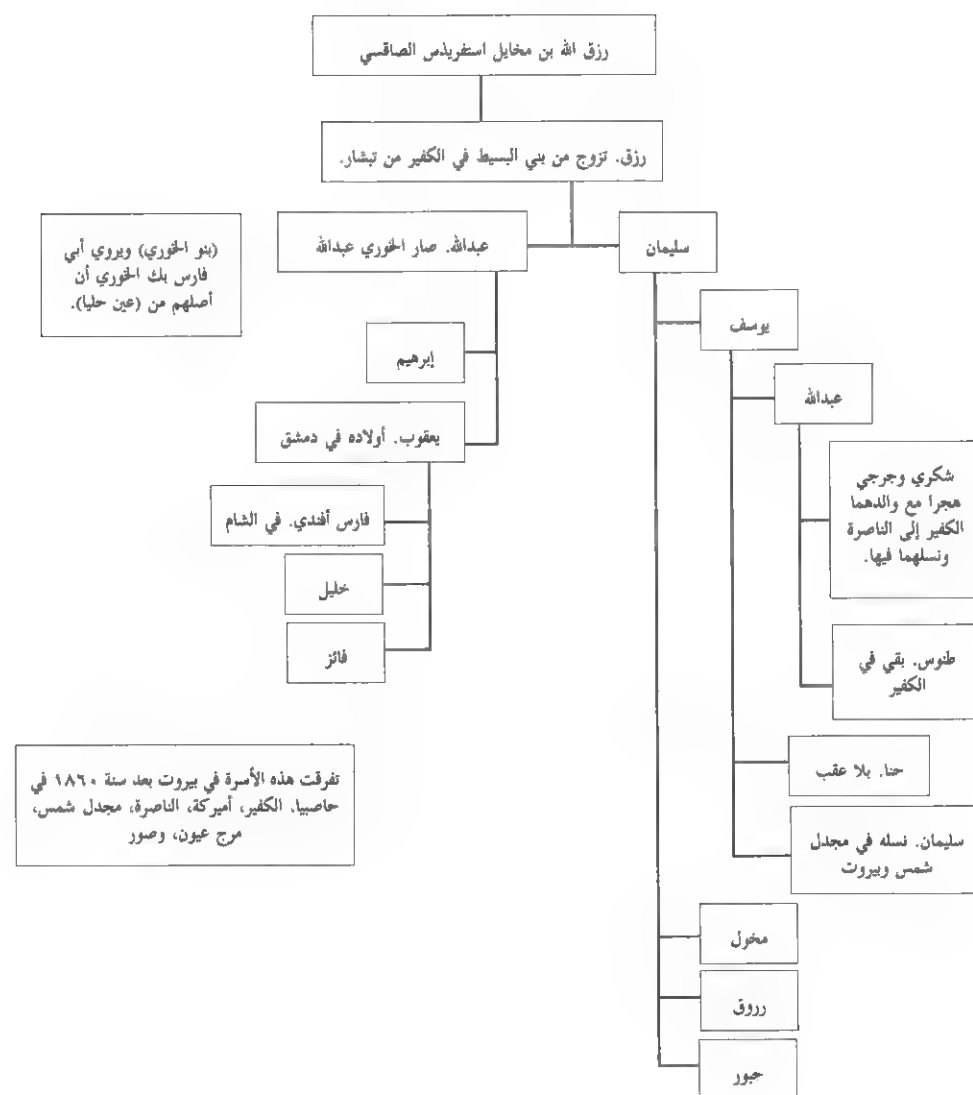 رزق الله بن مخايل استفريذس الصاقسي
رزق. تزوج من بني البسيط في الكفير من تبشار.
عبدالله. صار الخوري عبدالله
سليمان
(بنو الخوري) ويروي أبي
فارس بك الخوري أن
أصلهم من (عين حليا).
يوسف
إبرهيم
عبدالله
يعقوب. أولاده في دمشق
شكري وجرجي
هجرا مع والدهما
الكفير إلى الناصرة
ونسلهما فيها.
فارس أفندي. في الشام
خليل
فائز
طنوس. بقي في
الكفير
حنا. بلا عقب
تفرقت هذه الأسرة في بيروت بعد سنة ١٨٦٠ في
حاصبيا. الكفير، أميركة، الناصرة، مجدل شمس،
مرج عيون، وصور
سليمان. نسله في مجدل
شمس وبيروت
مخول
رروق
جبور